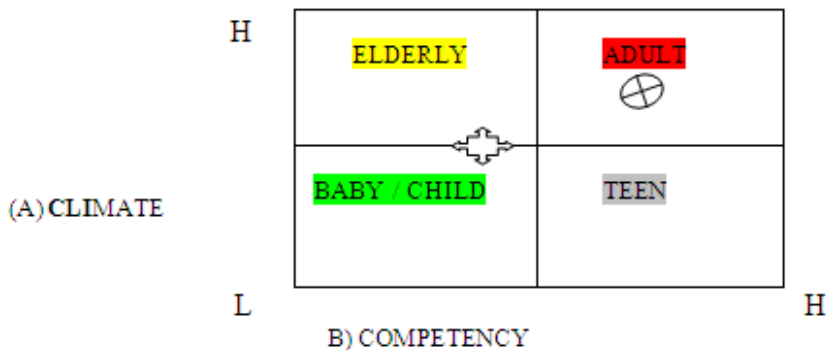 H
ELDERLY ADULT
BABY / CHILD TEEN
(A) CLIMATE
L H
B) COMPETENCY